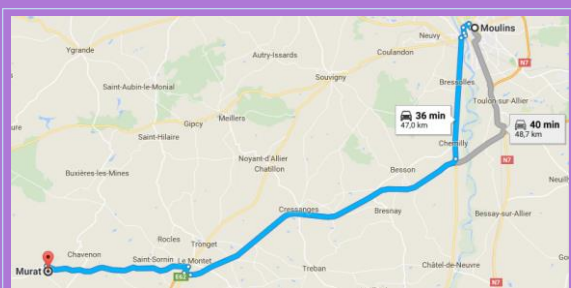 Moulins
Neuvy
Ygrande
Autry-Issards
Coulandon
N7
Saint-Aubin-le-Monial
Souvigny
Bressolles
Toulon-sur-Allier
36 min
47,0 km
Gipcy
Meillers
40 min
48,7 km
Saint-Hilaire
Chemilly
Noyant-d'Allier
Châtillon
N7
Buxières-les-Mines
Besson
Cressanges
Bresnay
Bessay-sur-Allier
Rocles
Tronget
Chavenon
Saint-Sornin
Le Montet
Murat
Treban
Châtel-de-Neuvre